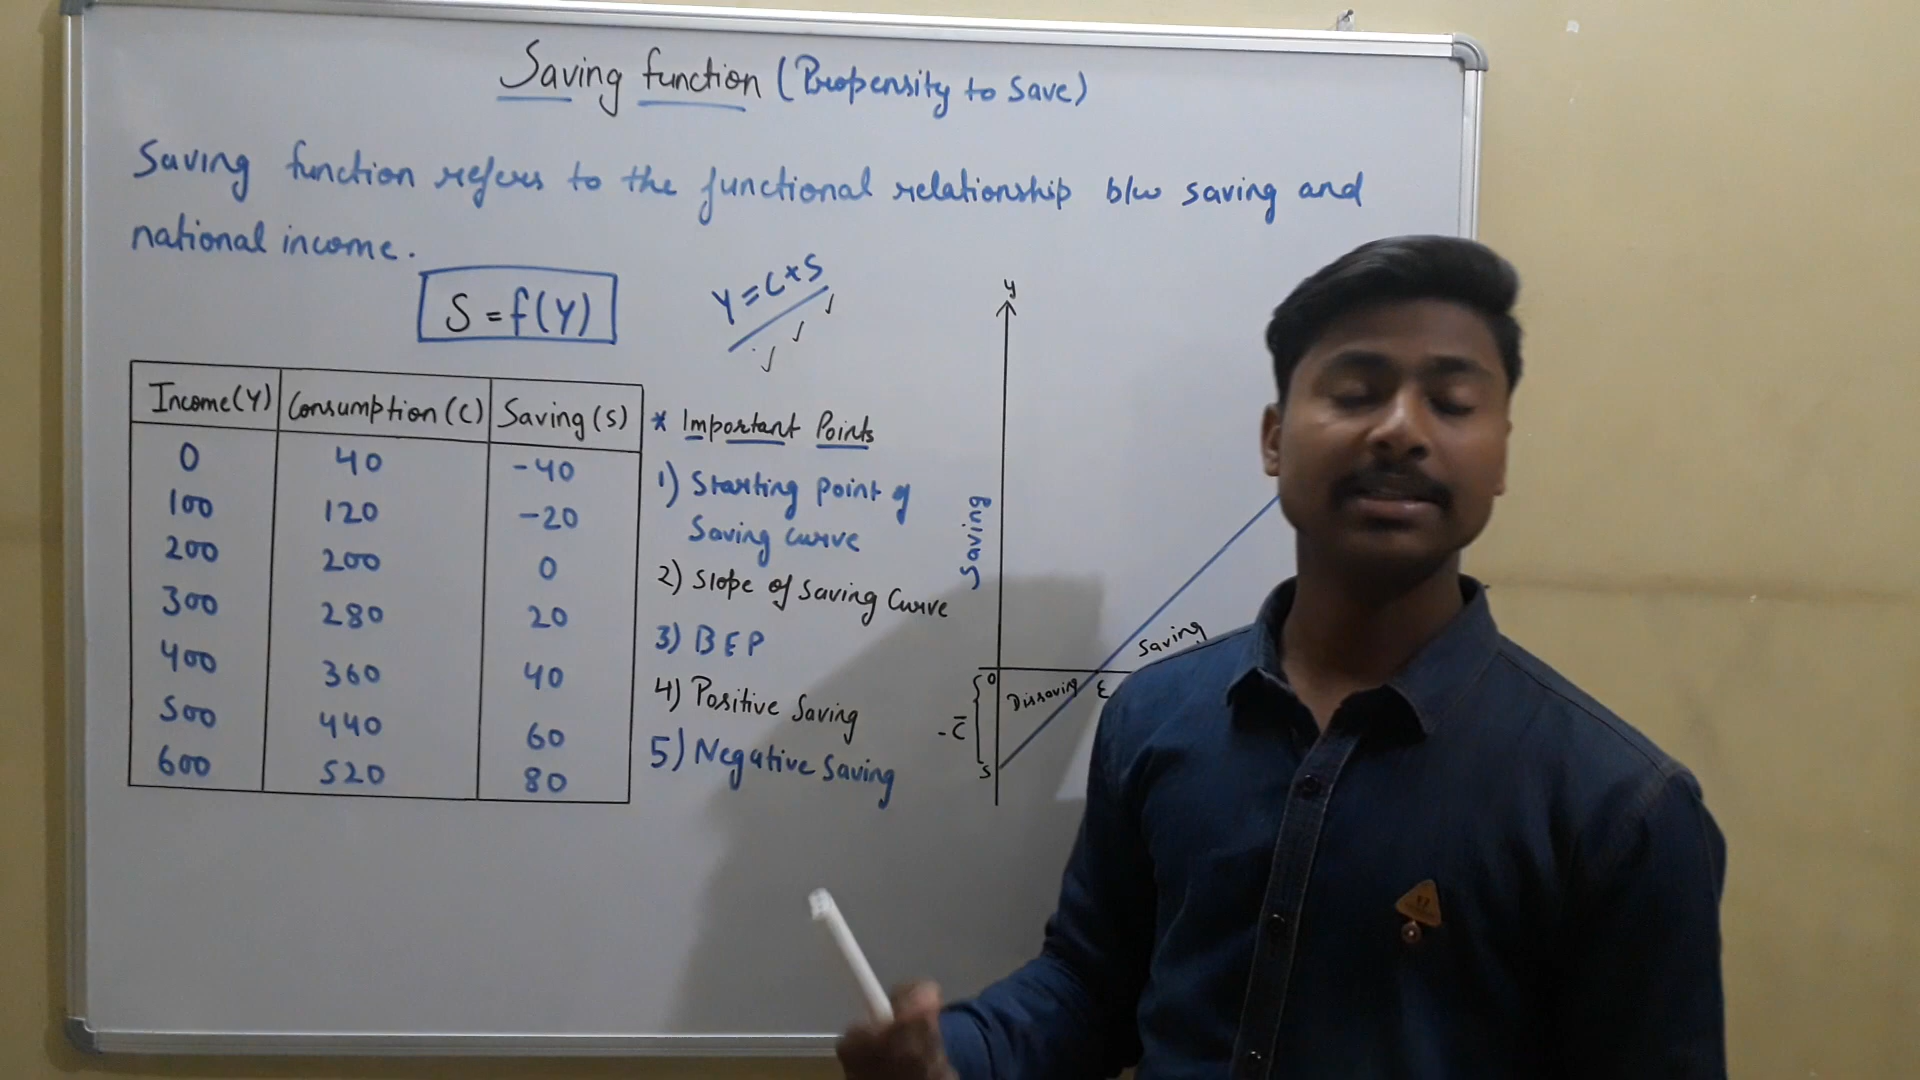 Saving function (Propensity to Save)
Saving function refers to the functional relationship b/w saving and
national income.
S = f(Y)
Y = C + S
Income(Y) Consumption (C) Saving (S)
0 40 -40
100 120 -20
200 200 0
300 280 20
400 360 40
500 440 60
600 520 80
* Important Points
1) Starting point of
Saving curve
2) Slope of saving Curve
3) BEP
4) Positive Saving
5) Negative Saving
y
Saving
Saving
O
Dissaving
E
-C̅
S